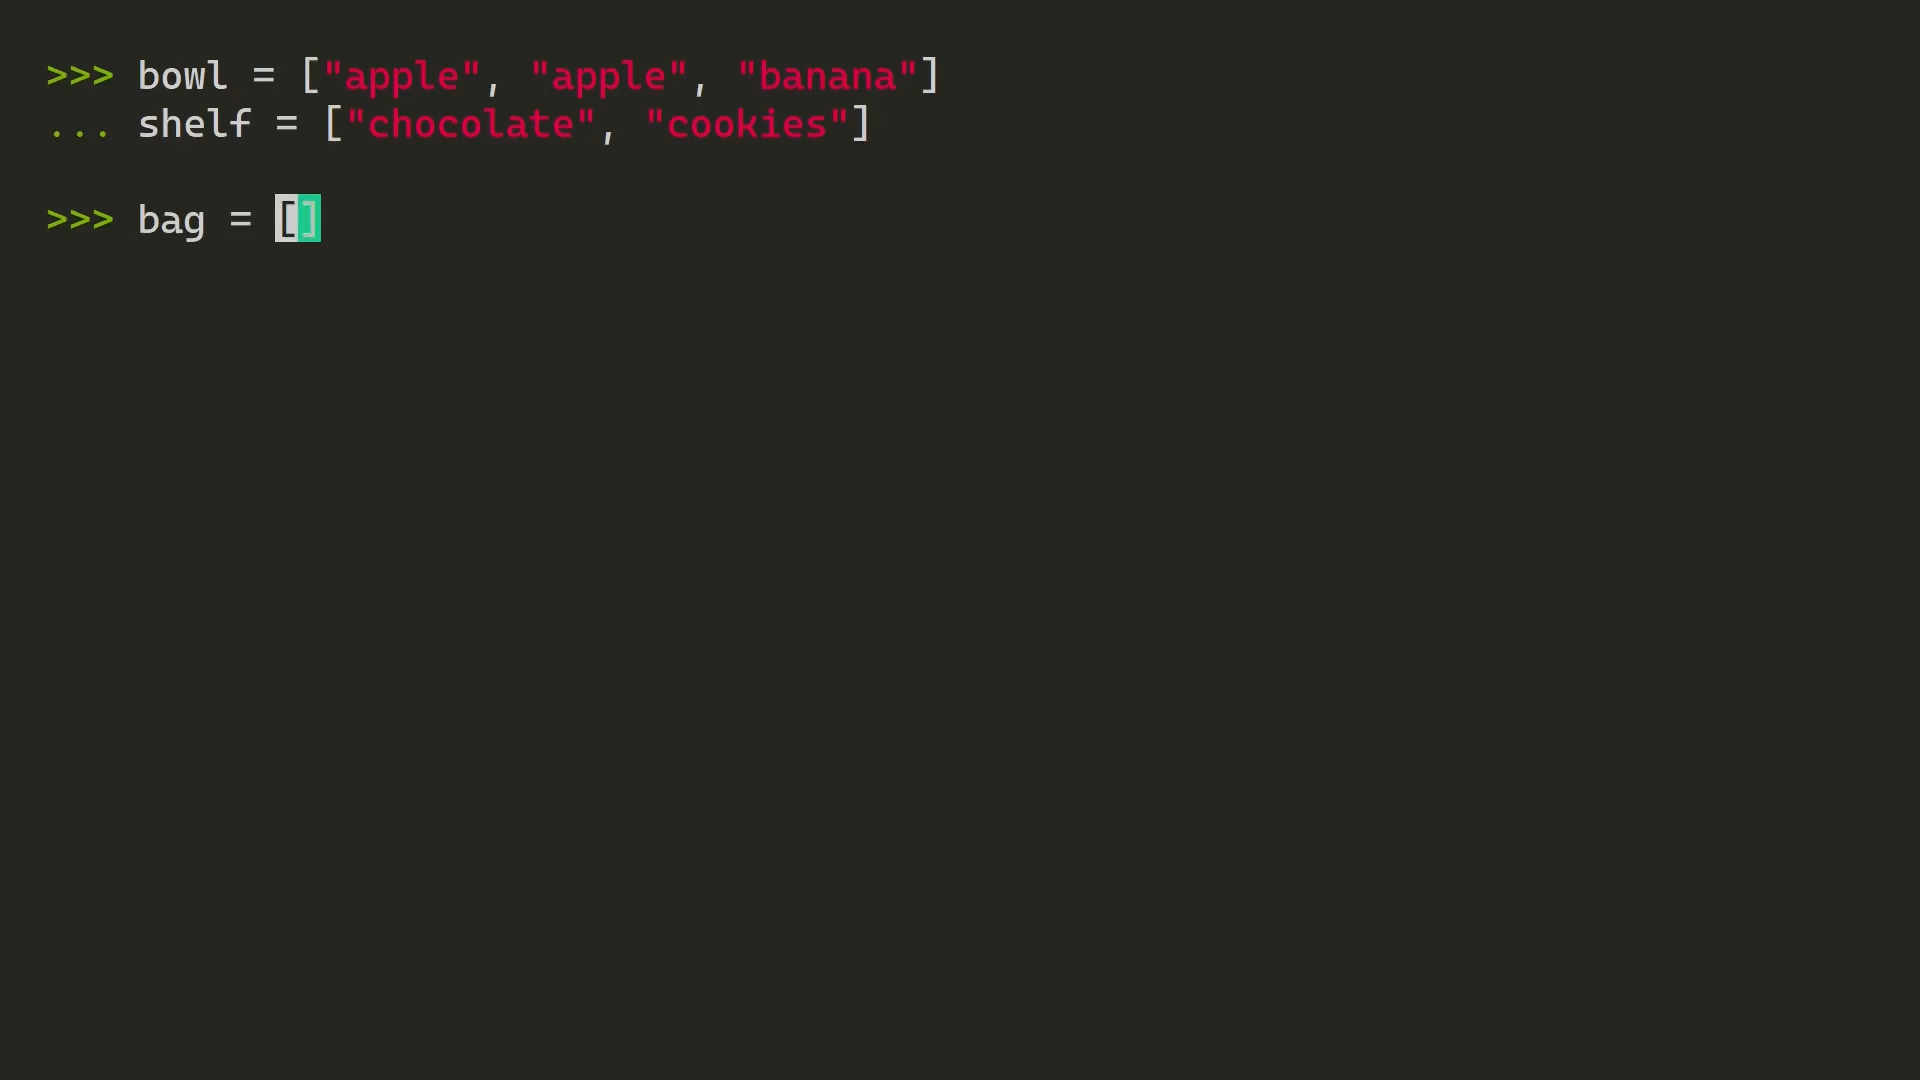 >>> bowl = ["apple", "apple", "banana"]
... shelf = ["chocolate", "cookies"]
>>> bag = []